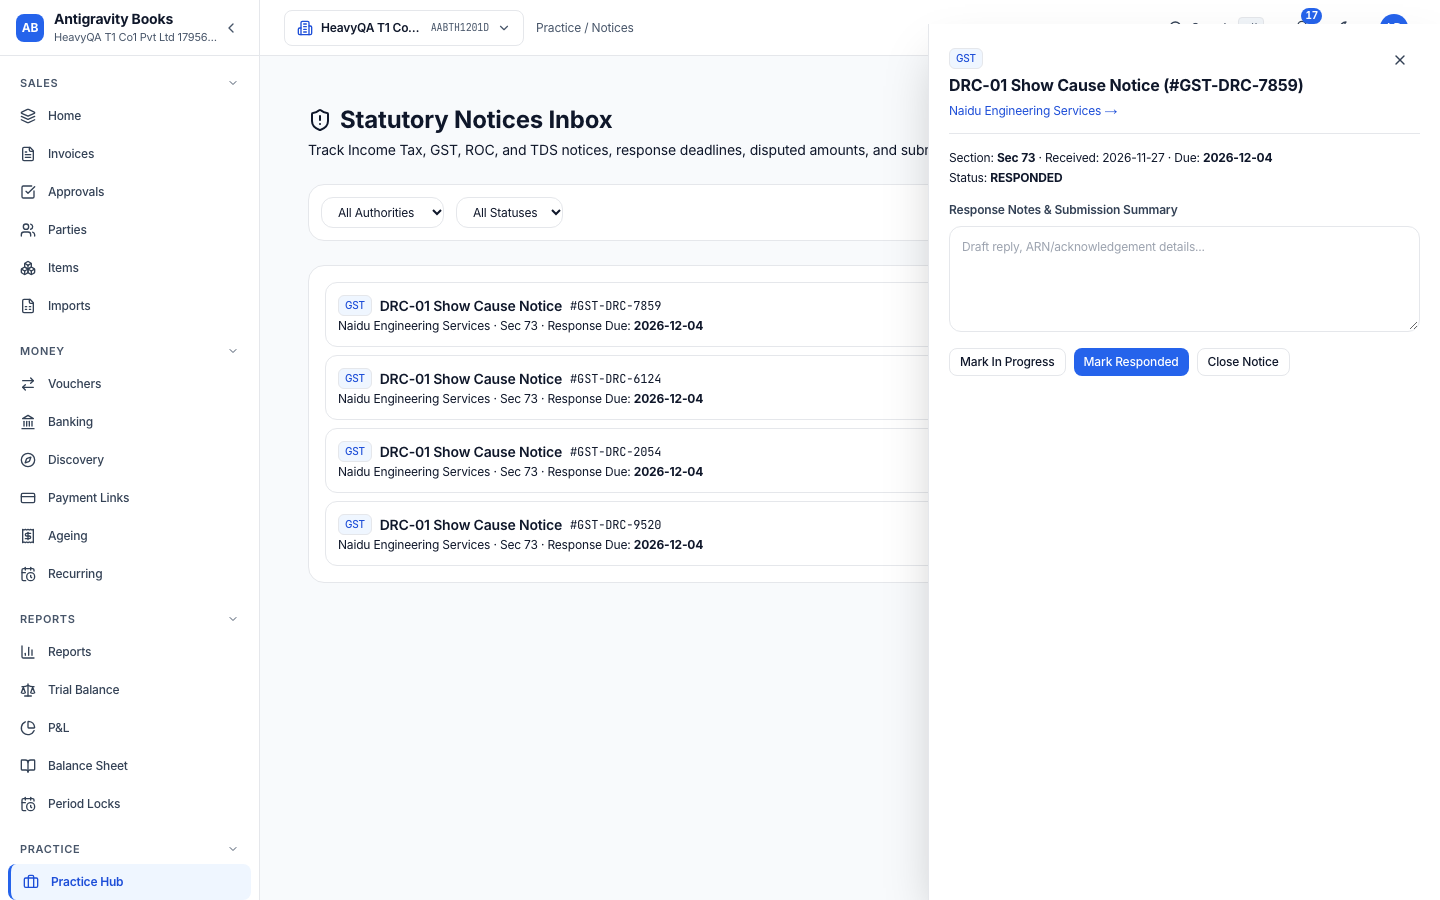 AB
Antigravity Books
HeavyQA T1 Co1 Pvt Ltd 17956...
SALES
Home
Invoices
Approvals
Parties
Items
Imports
MONEY
Vouchers
Banking
Discovery
Payment Links
Ageing
Recurring
REPORTS
Reports
Trial Balance
P&L
Balance Sheet
Period Locks
PRACTICE
Practice Hub
HeavyQA T1 Co... AABTH1201D
Practice / Notices
17
Statutory Notices Inbox
Track Income Tax, GST, ROC, and TDS notices, response deadlines, disputed amounts, and
All Authorities
All Statuses
GST DRC-01 Show Cause Notice #GST-DRC-7859
Naidu Engineering Services · Sec 73 · Response Due: 2026-12-04
GST DRC-01 Show Cause Notice #GST-DRC-6124
Naidu Engineering Services · Sec 73 · Response Due: 2026-12-04
GST DRC-01 Show Cause Notice #GST-DRC-2054
Naidu Engineering Services · Sec 73 · Response Due: 2026-12-04
GST DRC-01 Show Cause Notice #GST-DRC-9520
Naidu Engineering Services · Sec 73 · Response Due: 2026-12-04
GST
DRC-01 Show Cause Notice (#GST-DRC-7859)
Naidu Engineering Services →
Section: Sec 73 · Received: 2026-11-27 · Due: 2026-12-04
Status: RESPONDED
Response Notes & Submission Summary
Draft reply, ARN/acknowledgement details...
Mark In Progress
Mark Responded
Close Notice